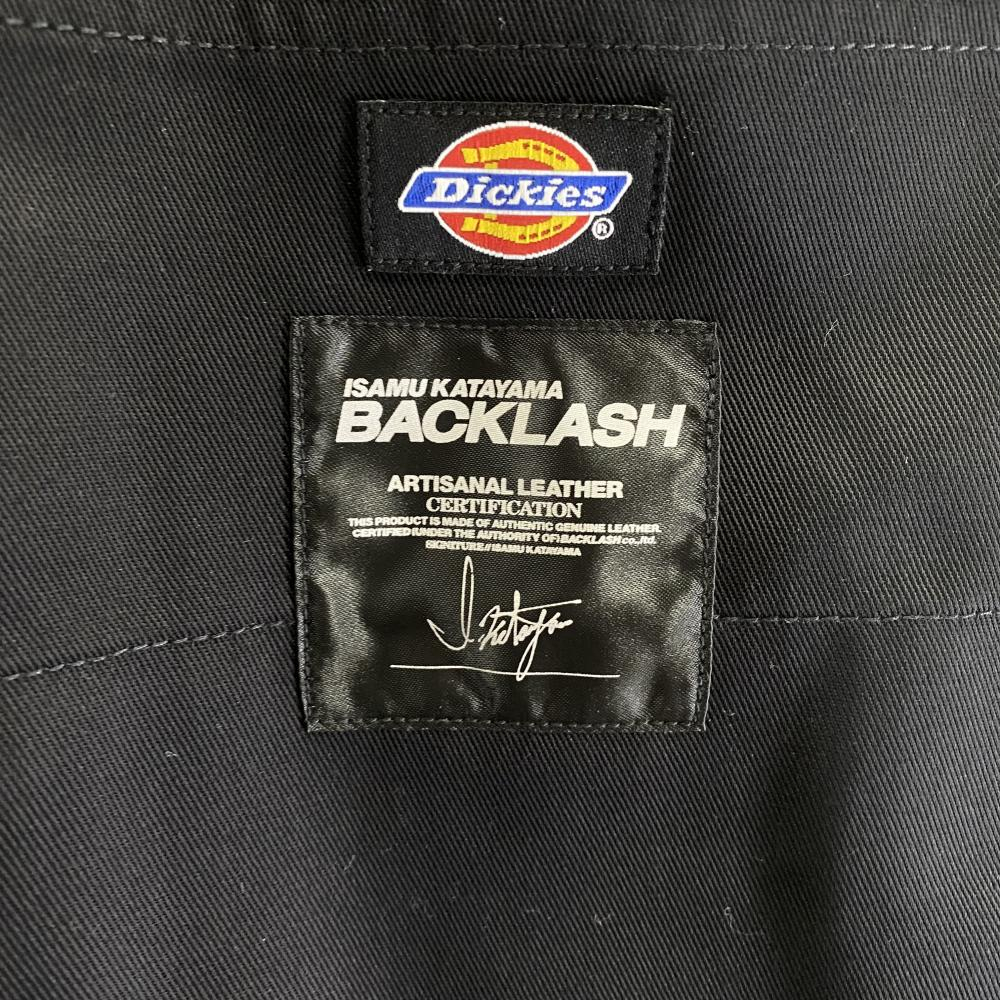 Dickies
®
ISAMU KATAYAMA
BACKLASH
ARTISANAL LEATHER
CERTIFICATION
THIS PRODUCT IS MADE OF AUTHENTIC GENUINE LEATHER.
CERTIFIED(UNDER THE AUTHORITY OF)BACKLASH co.,ltd.
SIGNITURE//ISAMU KATAYAMA
I. Katayama